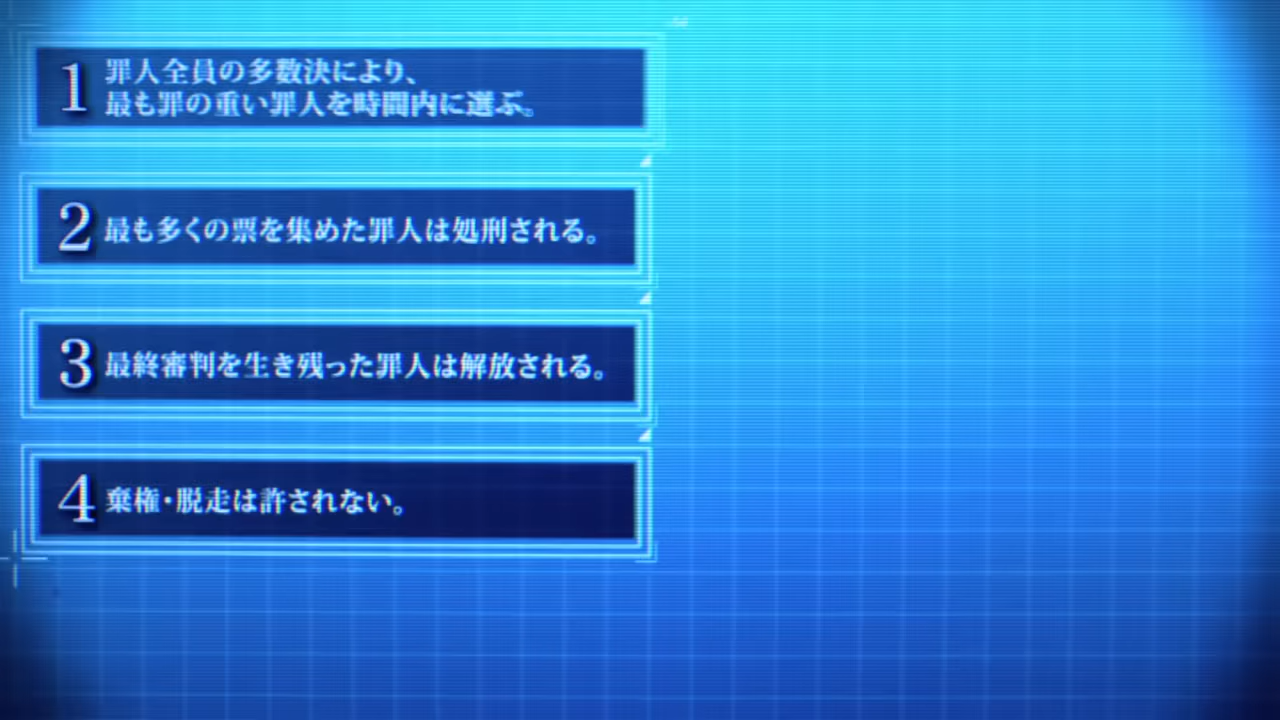 1 罪人全員の多数決により、
最も罪の重い罪人を時間内に選ぶ。
2 最も多くの票を集めた罪人は処刑される。
3 最終審判を生き残った罪人は解放される。
4 棄権・脱走は許されない。